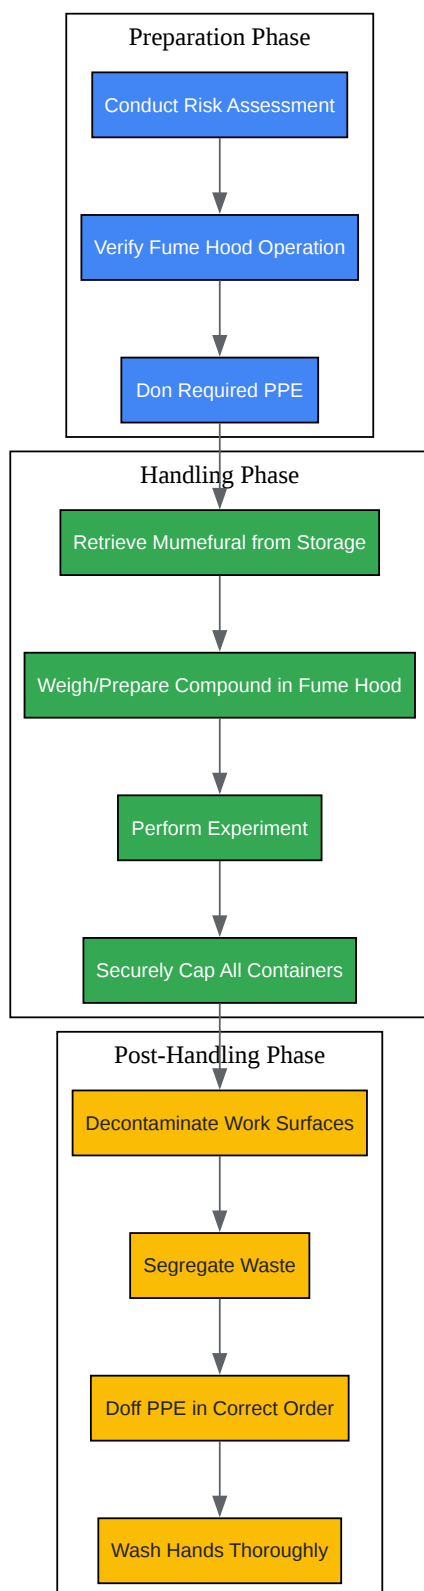 Preparation Phase
Conduct Risk Assessment
Verify Fume Hood Operation
Don Required PPE
Handling Phase
Retrieve Mumefural from Storage
Weigh/Prepare Compound in Fume Hood
Perform Experiment
Securely Cap All Containers
Post-Handling Phase
Decontaminate Work Surfaces
Segregate Waste
Doff PPE in Correct Order
Wash Hands Thoroughly